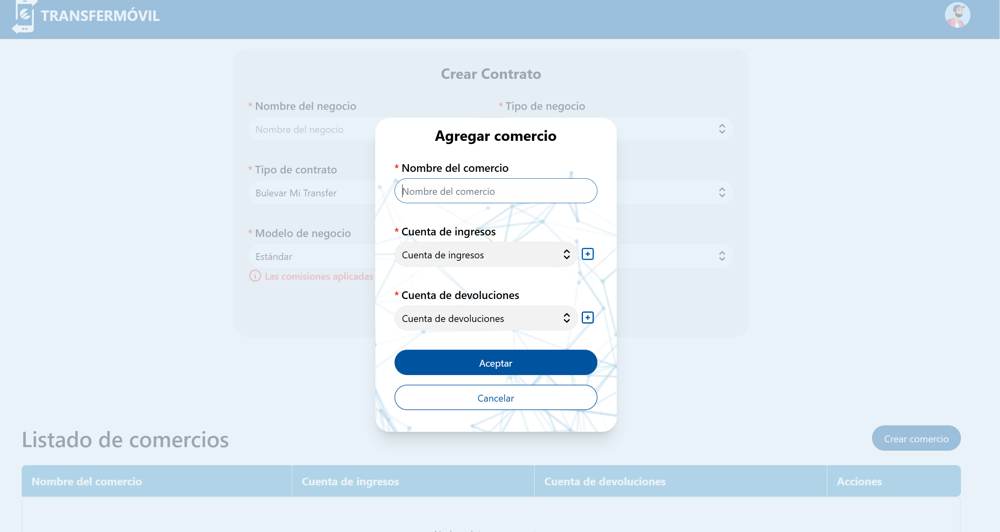 TRANSFERMÓVIL
Crear Contrato
* Nombre del negocio
* Tipo de negocio
Nombre del negocio
* Tipo de contrato
Bulevar Mi Transfer
* Modelo de negocio
Estándar
Las comisiones aplicadas
Agregar comercio
* Nombre del comercio
Nombre del comercio
* Cuenta de ingresos
Cuenta de ingresos
* Cuenta de devoluciones
Cuenta de devoluciones
Aceptar
Cancelar
Listado de comercios
Crear comercio
Nombre del comercio
Cuenta de ingresos
Cuenta de devoluciones
Acciones